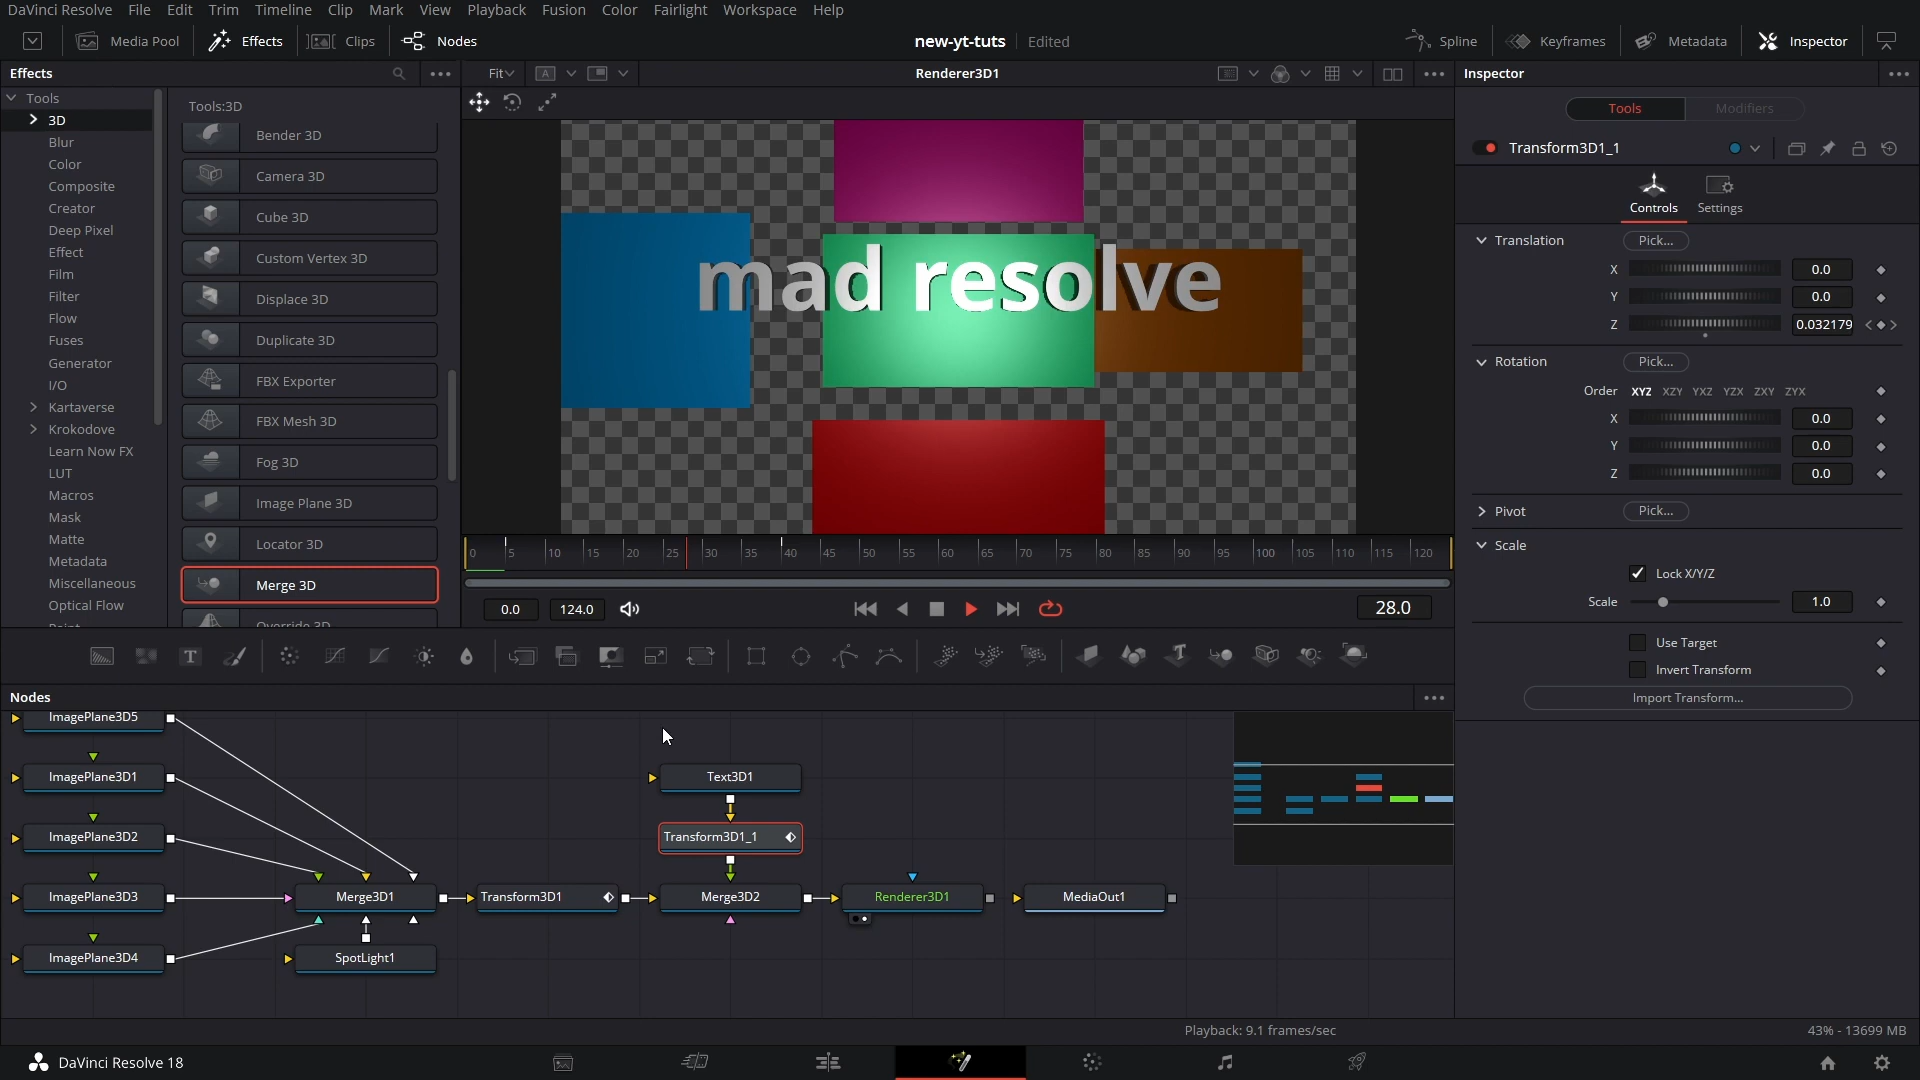 DaVinci Resolve File Edit Trim Timeline Clip Mark View Playback Fusion Color Fairlight Workspace Help
Media Pool Effects Clips Nodes new-yt-tuts Edited Spline Keyframes Metadata Inspector
Effects
Fit
A
Renderer3D1
Inspector
Tools
3D
Blur
Color
Composite
Creator
Deep Pixel
Effect
Film
Filter
Flow
Fuses
Generator
I/O
Kartaverse
Krokodove
Learn Now FX
LUT
Macros
Mask
Matte
Metadata
Miscellaneous
Optical Flow
Tools:3D
Bender 3D
Camera 3D
Cube 3D
Custom Vertex 3D
Displace 3D
Duplicate 3D
FBX Exporter
FBX Mesh 3D
Fog 3D
Image Plane 3D
Locator 3D
Merge 3D
Override 3D
mad resolve
0 5 10 15 20 25 30 35 40 45 50 55 60 65 70 75 80 85 90 95 100 105 110 115 120
0.0 124.0 28.0
Tools Modifiers
Transform3D1_1
Controls Settings
Translation Pick...
X 0.0
Y 0.0
Z 0.032179
Rotation Pick...
Order XYZ XZY YXZ YZX ZXY ZYX
X 0.0
Y 0.0
Z 0.0
Pivot Pick...
Scale
Lock X/Y/Z
Scale 1.0
Use Target
Invert Transform
Import Transform...
Nodes
ImagePlane3D5
ImagePlane3D1 Text3D1
ImagePlane3D2 Transform3D1_1
ImagePlane3D3 Merge3D1 Transform3D1 Merge3D2 Renderer3D1 MediaOut1
ImagePlane3D4 SpotLight1
Playback: 9.1 frames/sec 43% - 13699 MB
DaVinci Resolve 18